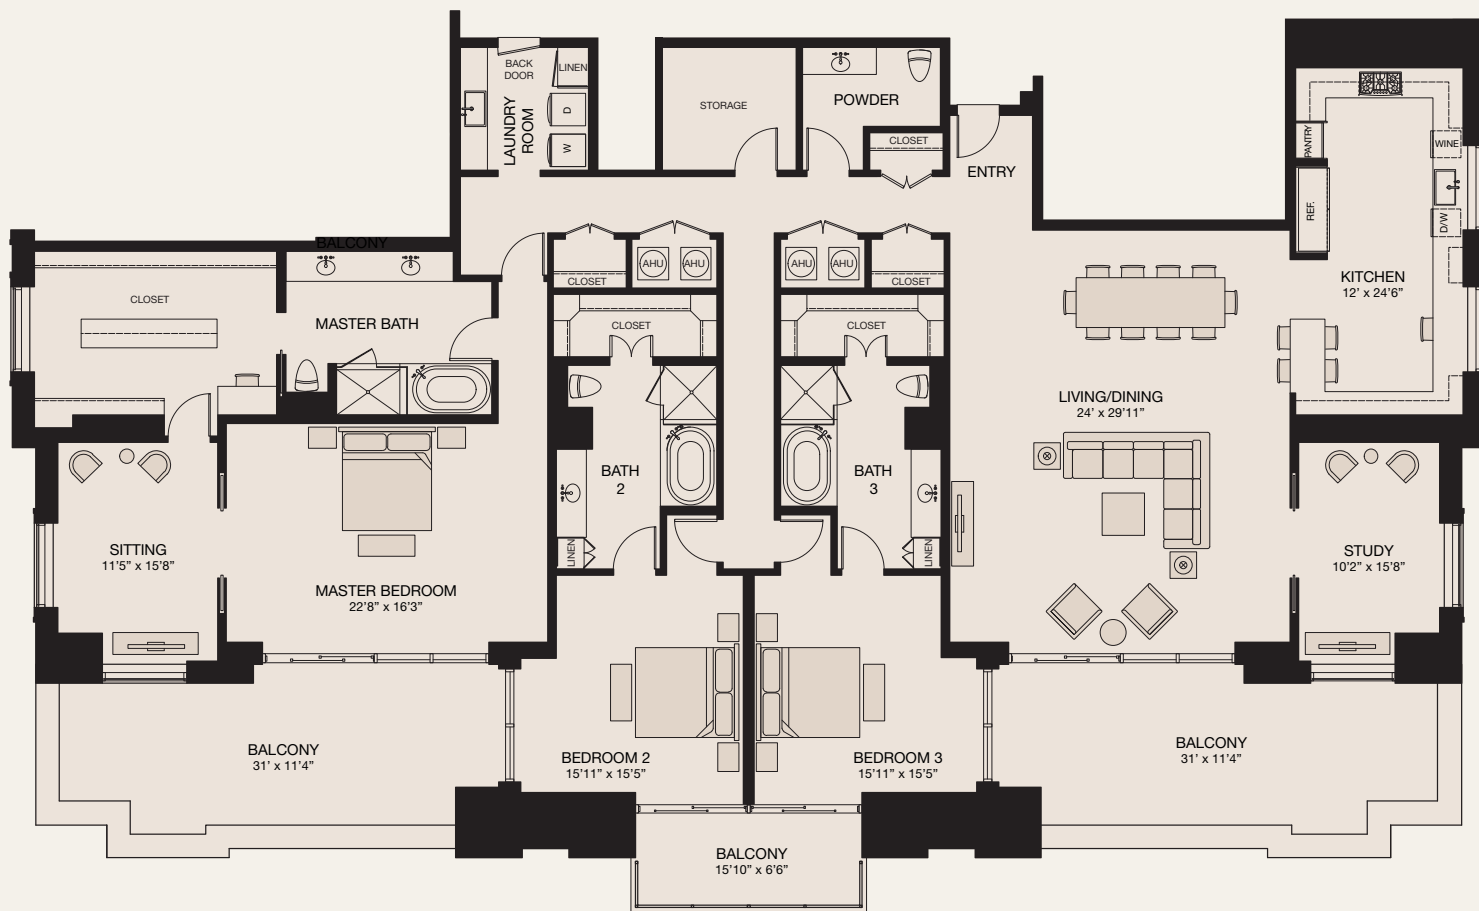 BACK
DOOR
LINEN
LAUNDRY
ROOM
D
W
STORAGE
POWDER
CLOSET
ENTRY
PANTRY
WINE
REF.
D/W
KITCHEN
12’ x 24’6”
BALCONY
CLOSET
MASTER BATH
CLOSET
AHU
AHU
AHU
AHU
CLOSET
CLOSET
CLOSET
LIVING/DINING
24’ x 29’11”
BATH
2
BATH
3
LINEN
LINEN
SITTING
11’5” x 15’8”
MASTER BEDROOM
22’8” x 16’3”
STUDY
10’2” x 15’8”
BALCONY
31’ x 11’4”
BEDROOM 2
15’11” x 15’5”
BEDROOM 3
15’11” x 15’5”
BALCONY
31’ x 11’4”
BALCONY
15’10” x 6’6”